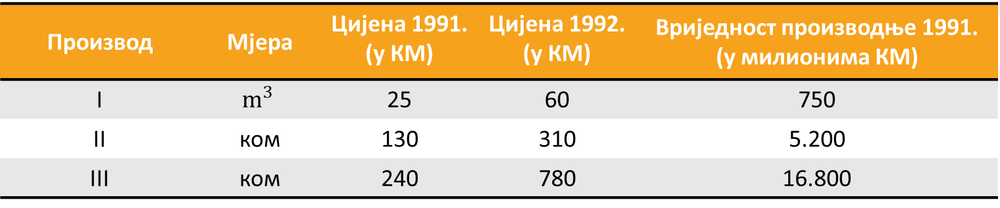 Производ Мјера Цијена 1991. (у КМ) Цијена 1992. (у КМ) Вриједност производње 1991. (у милионима КМ)
I m³ 25 60 750
II ком 130 310 5.200
III ком 240 780 16.800